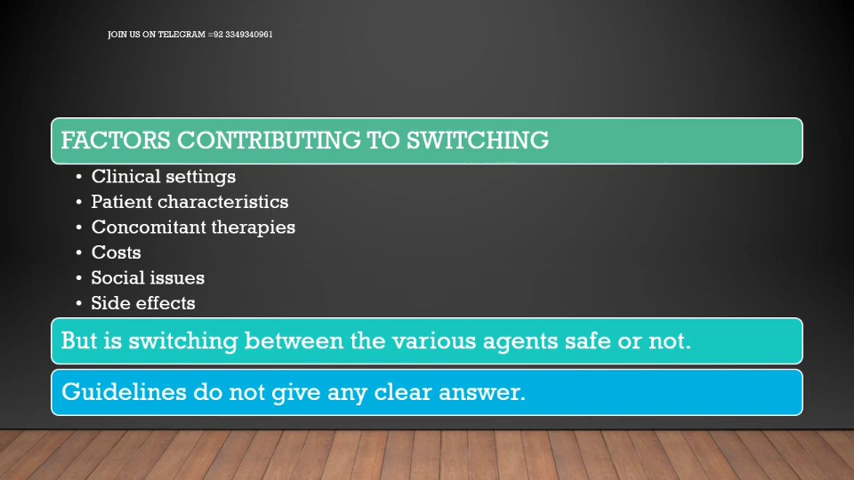 JOIN US ON TELEGRAM =92 3349340961
FACTORS CONTRIBUTING TO SWITCHING
• Clinical settings
• Patient characteristics
• Concomitant therapies
• Costs
• Social issues
• Side effects
But is switching between the various agents safe or not.
Guidelines do not give any clear answer.